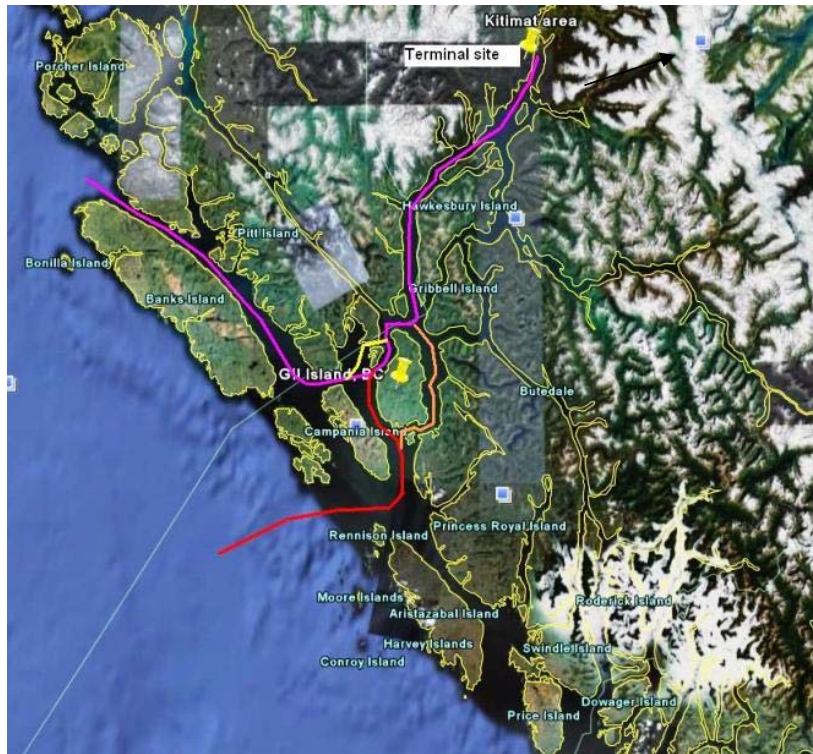 Kitimat area
Terminal site
Porcher Island
Hawkesbury Island
Pitt Island
Bonilla Island
Gribbell Island
Banks Island
Gil Island, BC
Butedale
Campania Island
Princess Royal Island
Rennison Island
Moore Islands
Roderick Island
Aristazabal Island
Harvey Islands
Swindle Island
Conroy Island
Dowager Island
Price Island